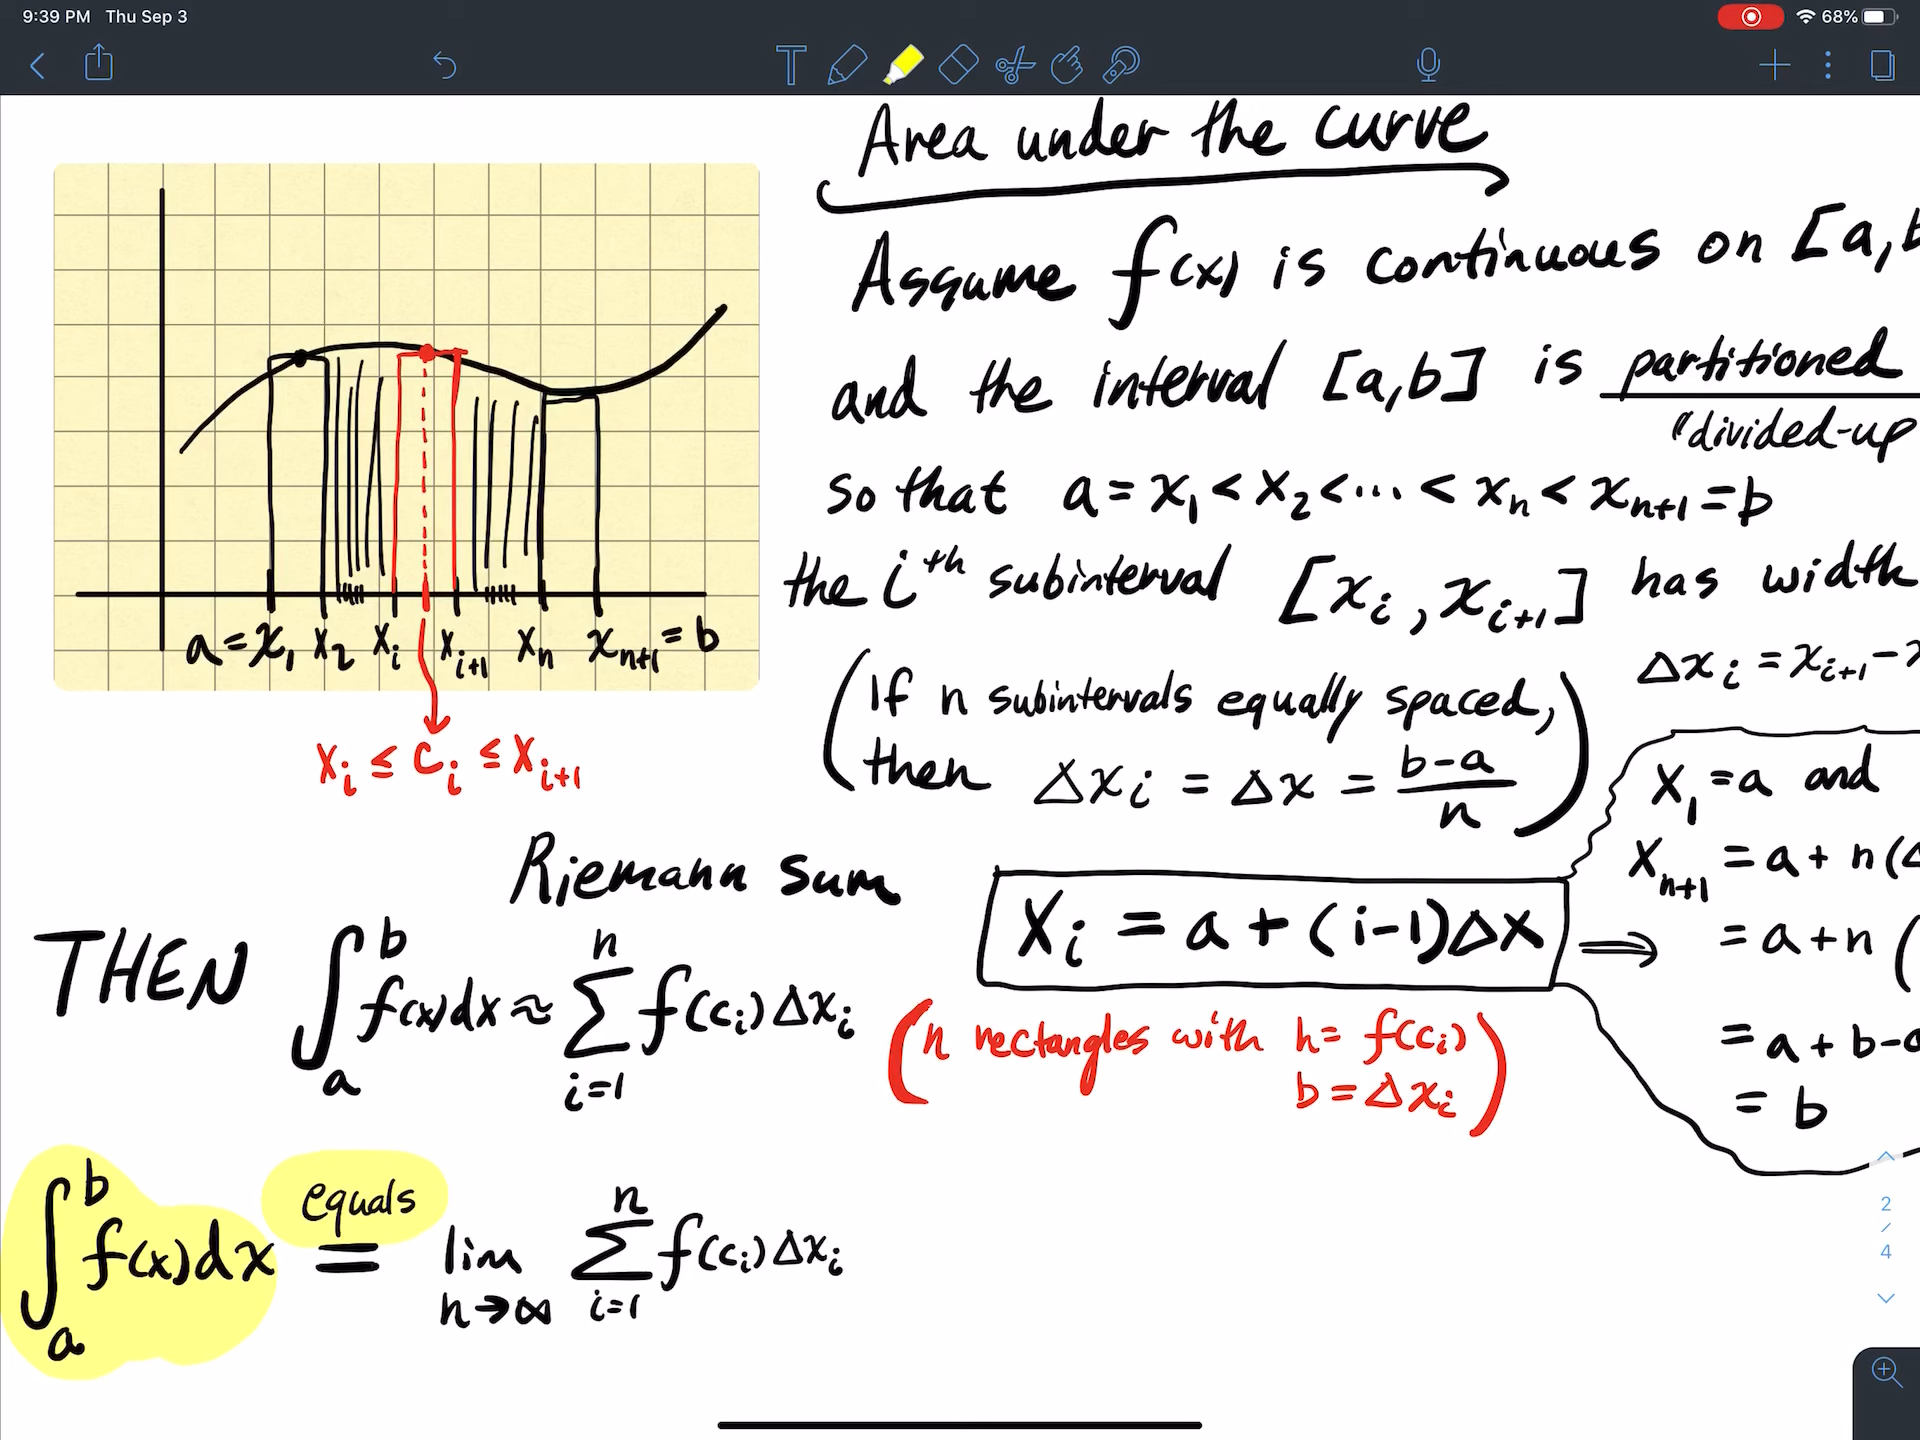 9:39 PM Thu Sep 3
68%
Area under the curve
Assume f(x) is continuous on [a,b
and the interval [a,b] is partitioned
"divided-up
so that a = x₁ < x₂ < ... < xₙ < xₙ₊₁ = b
the iᵗʰ subinterval [xᵢ, xᵢ₊₁] has width
Δxᵢ = xᵢ₊₁ -
(If n subintervals equally spaced,
then Δxᵢ = Δx = (b-a)/n)
a = x₁ x₂ xᵢ xᵢ₊₁ xₙ xₙ₊₁ = b
xᵢ ≤ cᵢ ≤ xᵢ₊₁
Riemann sum
THEN ∫ₐᵇ f(x)dx ≈ ∑ᵢ₌₁ⁿ f(cᵢ)Δxᵢ
(n rectangles with h = f(cᵢ)
b = Δxᵢ)
xᵢ = a + (i-1)Δx ⇒
x₁ = a and
xₙ₊₁ = a + n(Δ
= a + n(
= a + b-a
= b
∫ₐᵇ f(x)dx equals = lim n→∞ ∑ᵢ₌₁ⁿ f(cᵢ)Δxᵢ
2
/
4